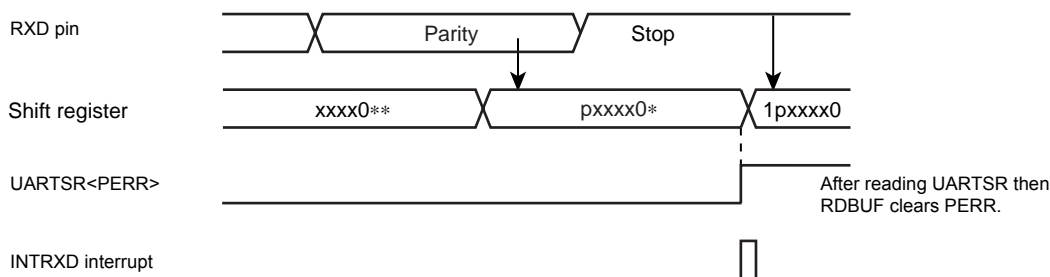 RXD pin
Parity
Stop
Shift register
xxxx0**
pxxxx0*
1pxxxx0
UARTSR<PERR>
After reading UARTSR then
RDBUF clears PERR.
INTRXD interrupt